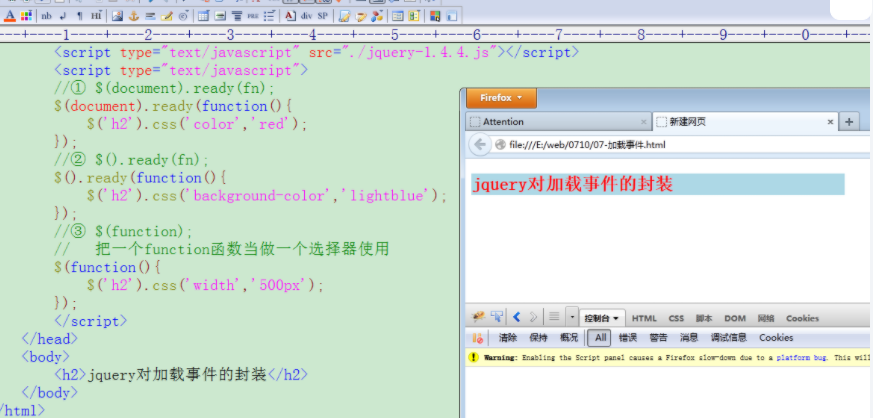 nb ¶ Hi PRE A div SP
----+----1----+----2----+----3----+----4----+----5----+----6----+----7----+----8----+----9----+----0----+--
<script type="text/javascript" src="./jquery-1.4.4.js"></script>
<script type="text/javascript">
//① $(document).ready(fn);
$(document).ready(function(){
$('h2').css('color','red');
});
//② $().ready(fn);
$().ready(function(){
$('h2').css('background-color','lightblue');
});
//③ $(function);
// 把一个function函数当做一个选择器使用
$(function(){
$('h2').css('width','500px');
});
</script>
</head>
<body>
<h2>jquery对加载事件的封装</h2>
</body>
/html>
Firefox
Attention × 新建网页 × +
file:///E:/web/0710/07-加载事件.html
jquery对加载事件的封装
控制台 HTML CSS 脚本 DOM 网络 Cookies
清除 保持 概况 All 错误 警告 消息 调试信息 Cookies
Warning: Enabling the Script panel causes a Firefox slow-down due to a platform bug. This will